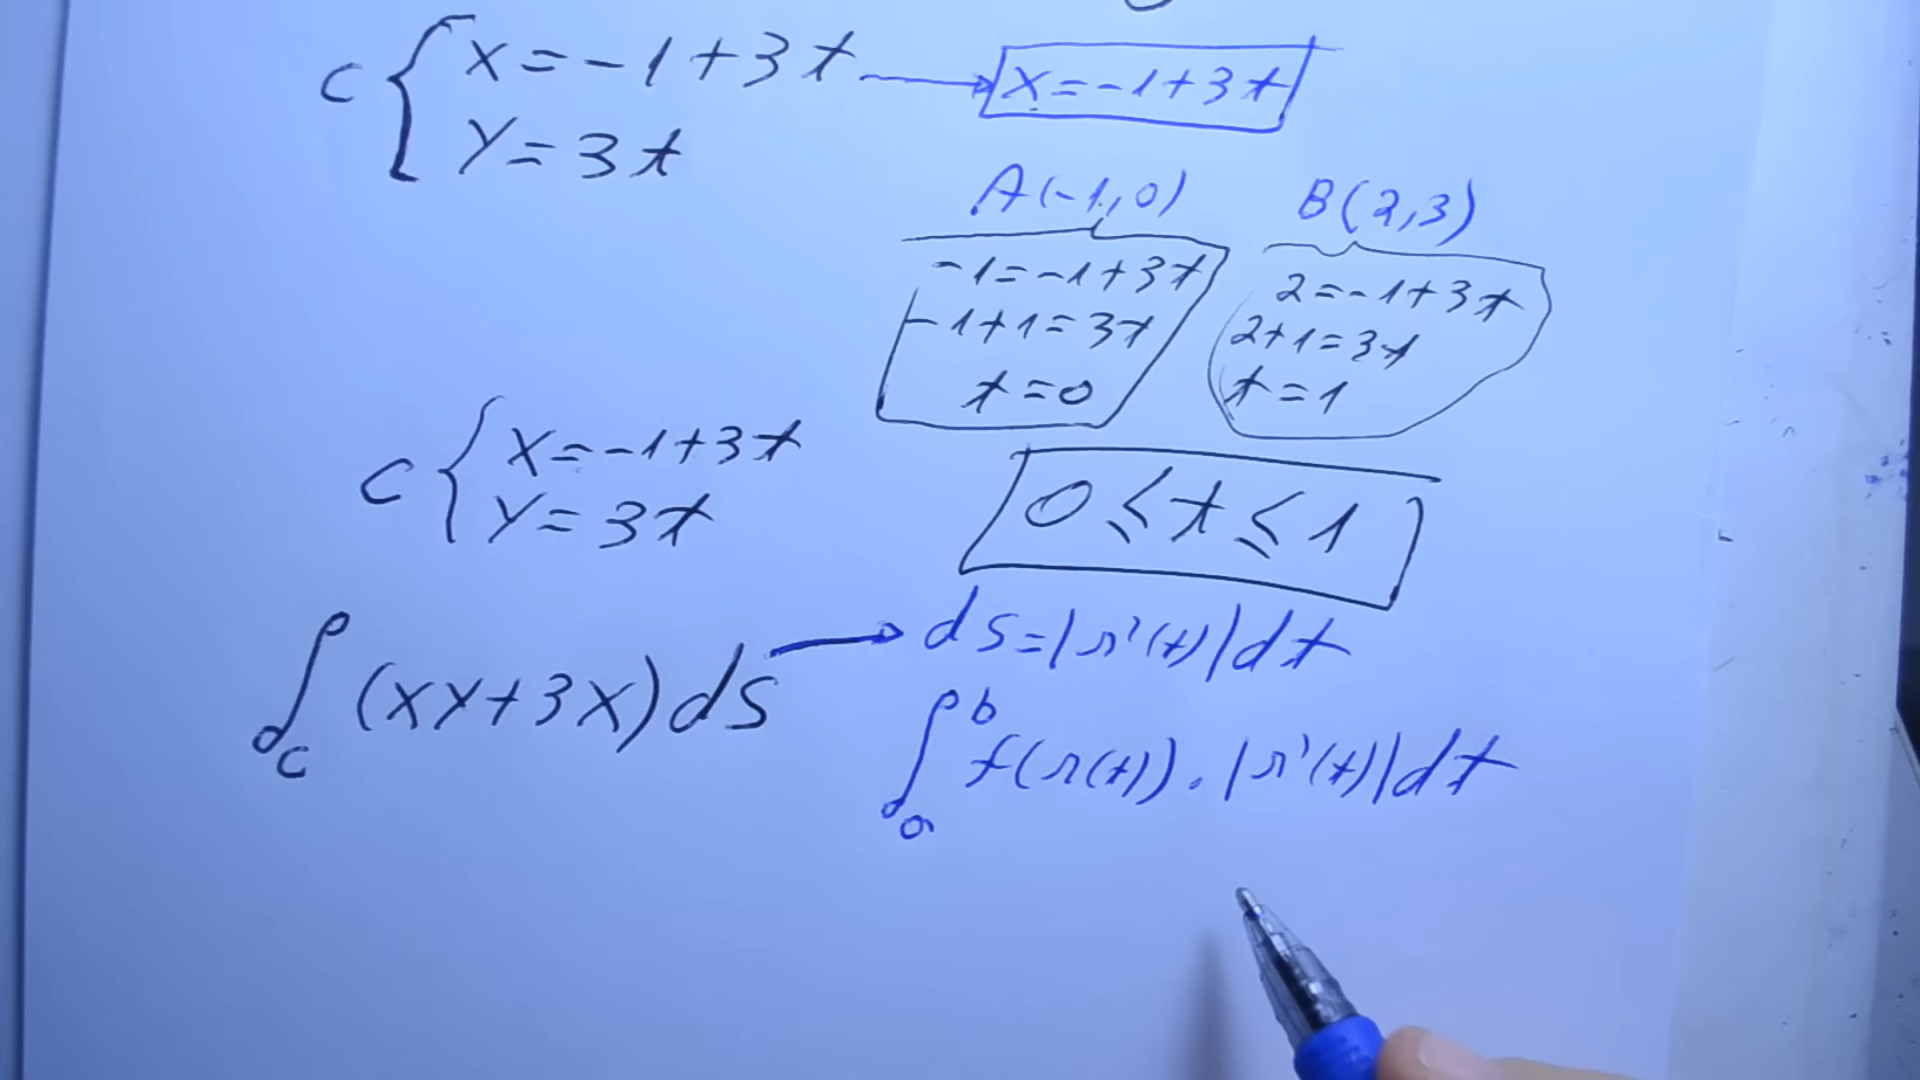 C { x = -1 + 3t → x = -1 + 3t
y = 3t
A(-1,0) B(2,3)
-1 = -1 + 3t
-1 + 1 = 3t
t = 0
2 = -1 + 3t
2 + 1 = 3t
t = 1
C { x = -1 + 3t
y = 3t
0 ≤ t ≤ 1
∫_C (xy + 3x) ds → ds = |r'(t)| dt
∫_a^b f(r(t)) . |r'(t)| dt